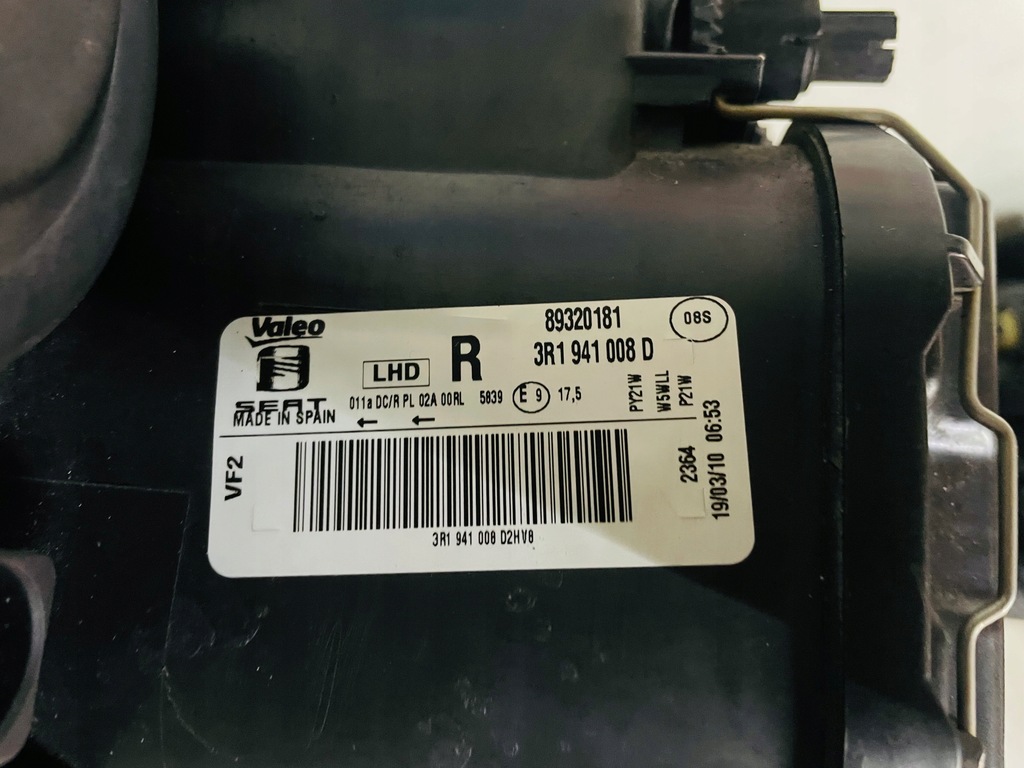 Valeo
SEAT
MADE IN SPAIN
LHD
R
89320181
3R1 941 008 D
08S
011a DC/R PL 02A 00RL 5839 E 9 17,5
PY21W
W5WLL
P21W
VF2
2364
19/03/10 06:53
3R1 941 008 D2HV8